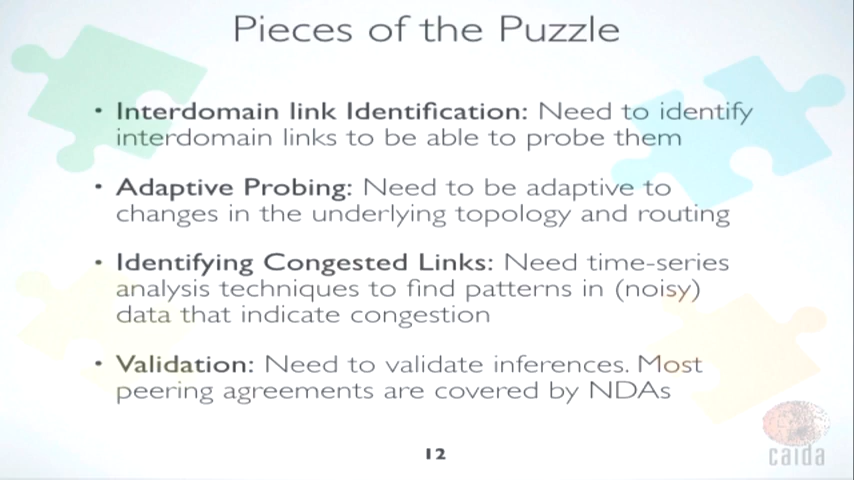 Pieces of the Puzzle
• Interdomain link Identification: Need to identify
interdomain links to be able to probe them
• Adaptive Probing: Need to be adaptive to
changes in the underlying topology and routing
• Identifying Congested Links: Need time-series
analysis techniques to find patterns in (noisy)
data that indicate congestion
• Validation: Need to validate inferences. Most
peering agreements are covered by NDAs
12
caida